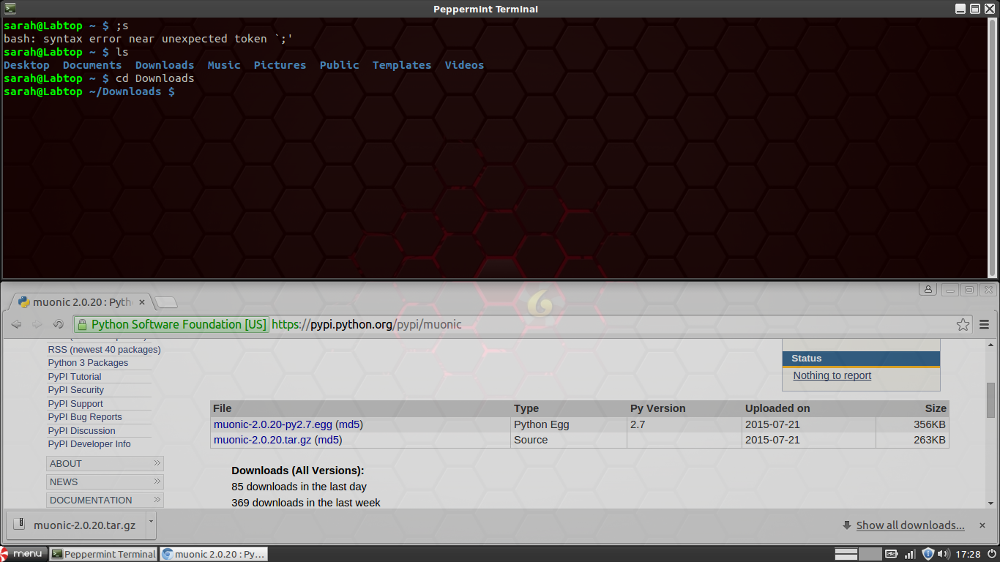 Peppermint Terminal
sarah@Labtop ~ $ ;s
bash: syntax error near unexpected token `;'
sarah@Labtop ~ $ ls
Desktop Documents Downloads Music Pictures Public Templates Videos
sarah@Labtop ~ $ cd Downloads
sarah@Labtop ~/Downloads $
muonic 2.0.20 : Pyth
Python Software Foundation [US] https://pypi.python.org/pypi/muonic
RSS (newest 40 packages)
Python 3 Packages
PyPI Tutorial
PyPI Security
PyPI Support
PyPI Bug Reports
PyPI Discussion
PyPI Developer Info
ABOUT
NEWS
DOCUMENTATION
Status
Nothing to report
File Type Py Version Uploaded on Size
muonic-2.0.20-py2.7.egg (md5) Python Egg 2.7 2015-07-21 356KB
muonic-2.0.20.tar.gz (md5) Source 2015-07-21 263KB
Downloads (All Versions):
85 downloads in the last day
369 downloads in the last week
muonic-2.0.20.tar.gz
Show all downloads...
menu Peppermint Terminal muonic 2.0.20 : Py... 17:28